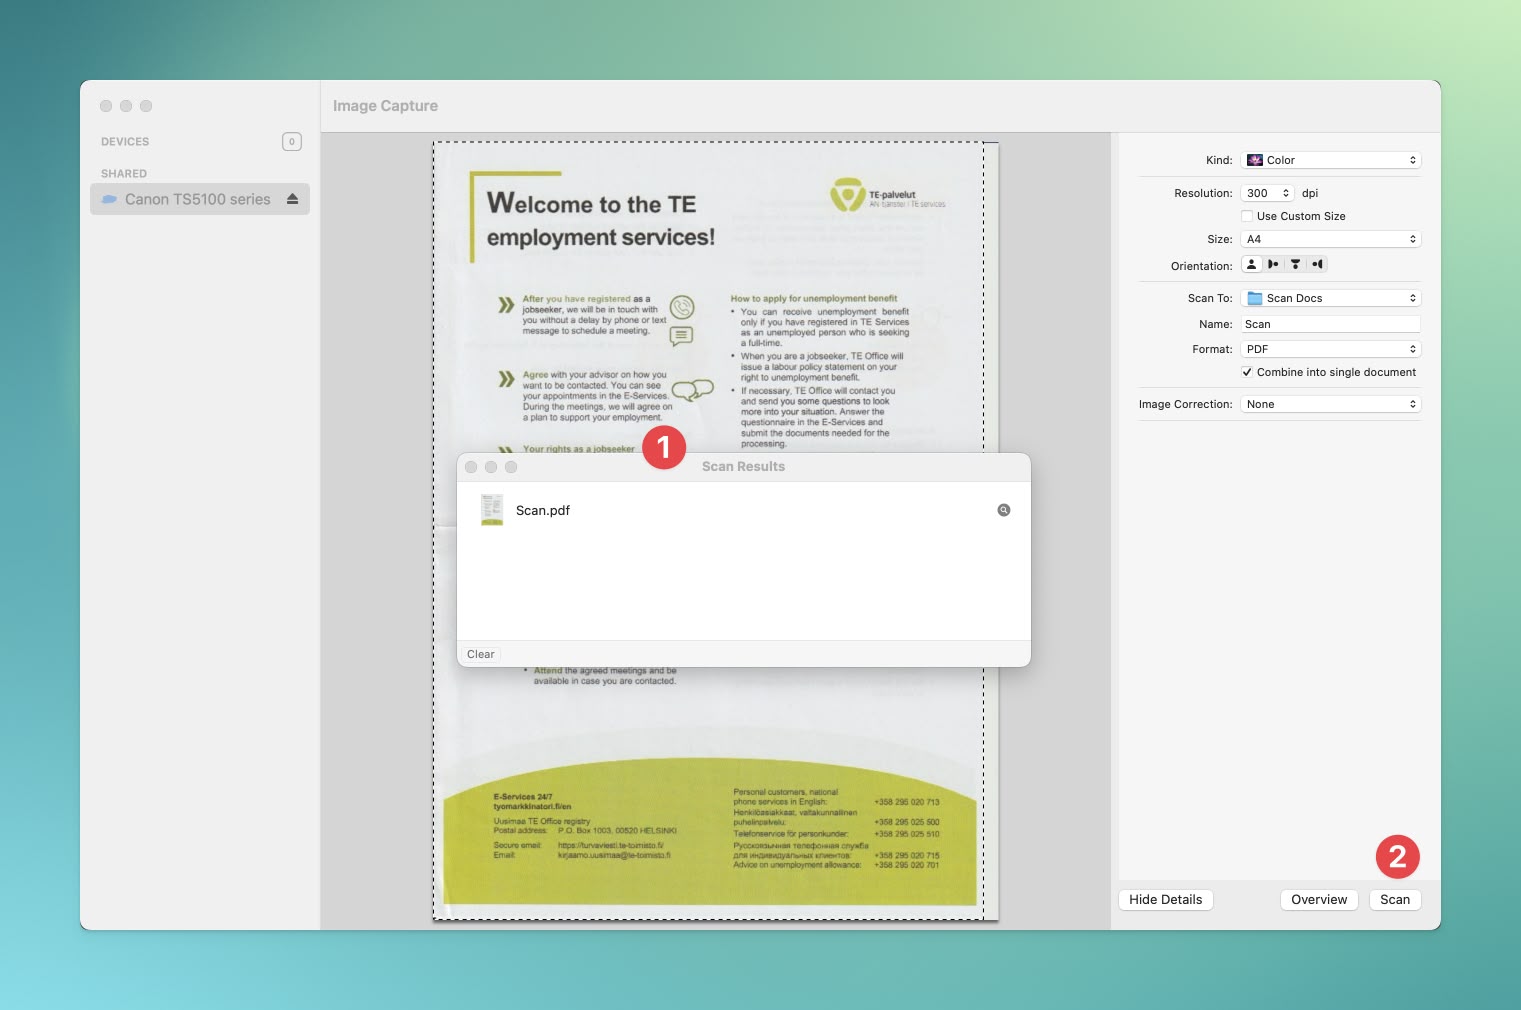 Image Capture
DEVICES
0
SHARED
Canon TS5100 series
Welcome to the TE
employment services!
TE-palvelut
AN-tjänster | TE services
After you have registered as a
jobseeker, we will be in touch with
you without a delay by phone or text
message to schedule a meeting.
Agree with your advisor on how you
want to be contacted. You can see
your appointments in the E-Services.
During the meetings, we will agree on
a plan to support your employment.
Your rights as a jobseeker
How to apply for unemployment benefit
• You can receive unemployment benefit
only if you have registered in TE Services
as an unemployed person who is seeking
a full-time.
• When you are a jobseeker, TE Office will
issue a labour policy statement on your
right to unemployment benefit.
• If necessary, TE Office will contact you
and send you some questions to look
more into your situation. Answer the
questionnaire in the E-Services and
submit the documents needed for the
processing.
1
Scan Results
Scan.pdf
Clear
• Attend the agreed meetings and be
available in case you are contacted.
E-Services 24/7
tyomarkkinatori.fi/en
Uusimaa TE Office registry
Postal address: P.O. Box 1003, 00520 HELSINKI
Secure email: https://turvaviesti.te-toimisto.fi/
Email: kirjaamo.uusimaa@te-toimisto.fi
Personal customers, national
phone services in English: +358 295 020 713
Henkilöasiakkaat, valtakunnallinen
puhelinpalvelu: +358 295 025 500
Telefonservice för personkunder: +358 295 025 510
Русскоязычная телефонная служба
для индивидуальных клиентов: +358 295 020 715
Advice on unemployment allowance: +358 295 020 701
Kind: Color
Resolution: 300 dpi
Use Custom Size
Size: A4
Orientation:
Scan To: Scan Docs
Name: Scan
Format: PDF
Combine into single document
Image Correction: None
2
Hide Details
Overview
Scan